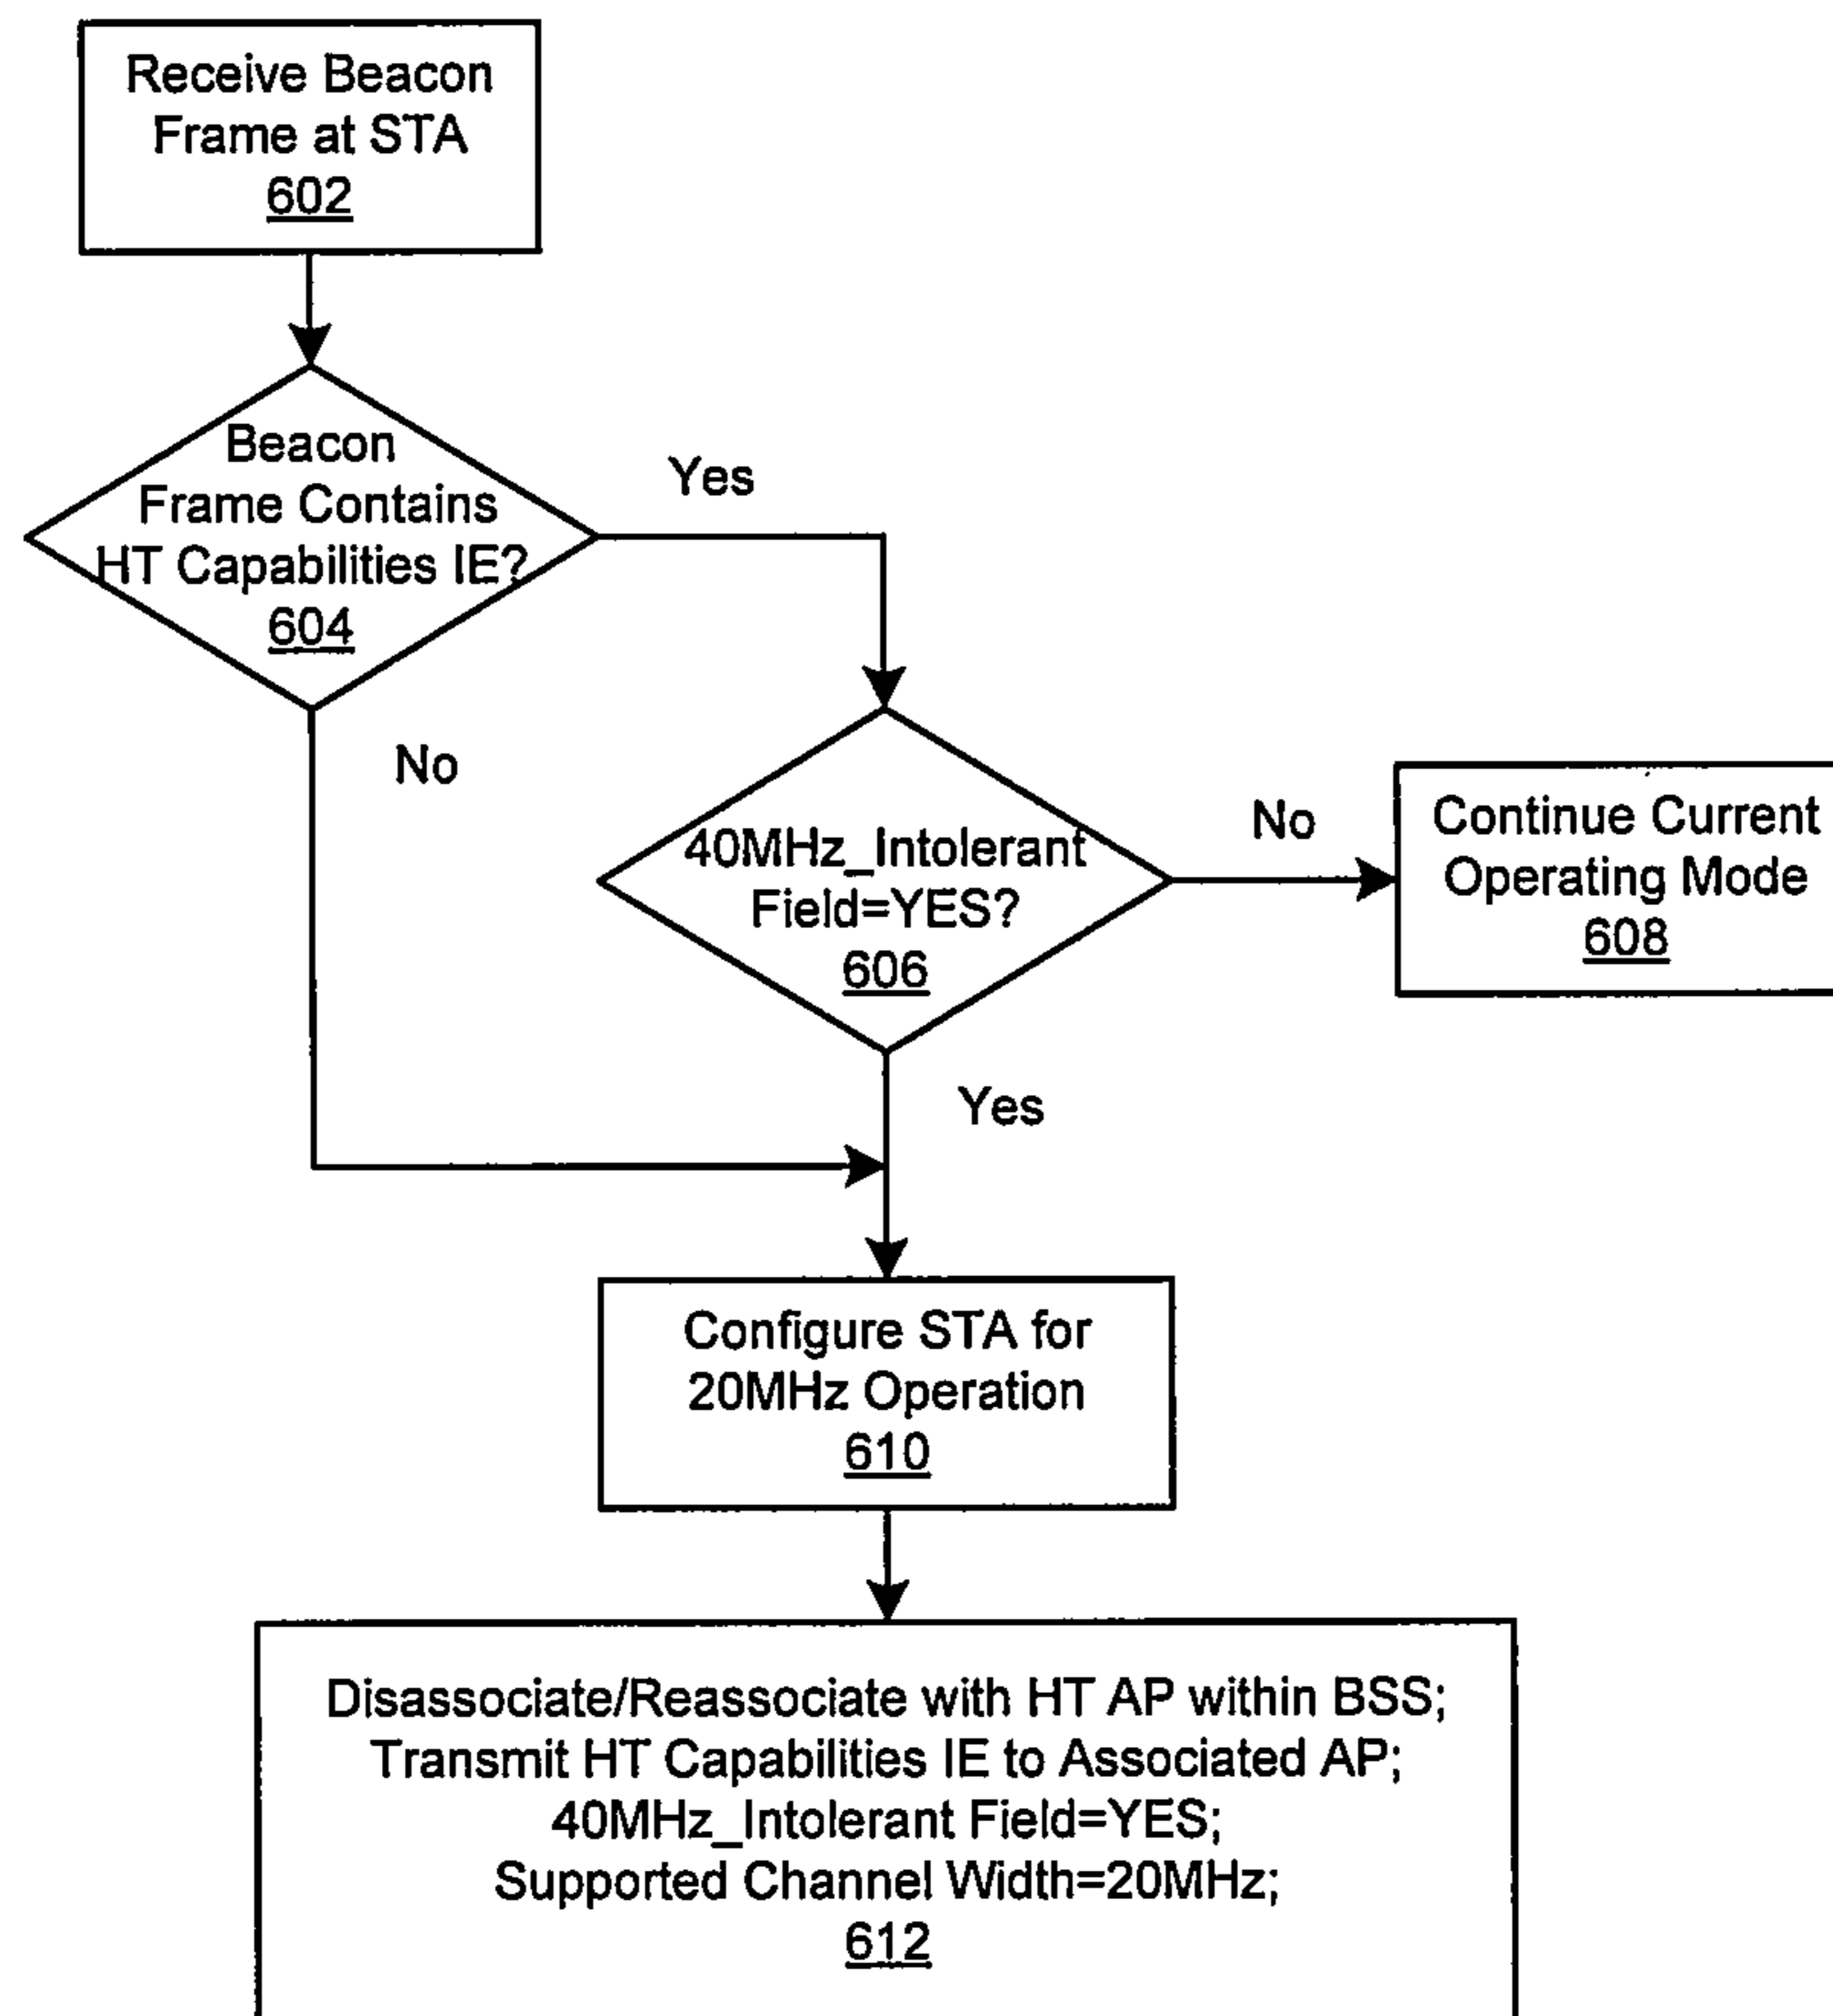 Receive Beacon
Frame at STA
602
Beacon
Frame Contains
HT Capabilities IE?
604
Yes
No
40MHz_Intolerant
Field=YES?
606
No
Continue Current
Operating Mode
608
Yes
Configure STA for
20MHz Operation
610
Disassociate/Reassociate with HT AP within BSS;
Transmit HT Capabilities IE to Associated AP;
40MHz_Intolerant Field=YES;
Supported Channel Width=20MHz;
612